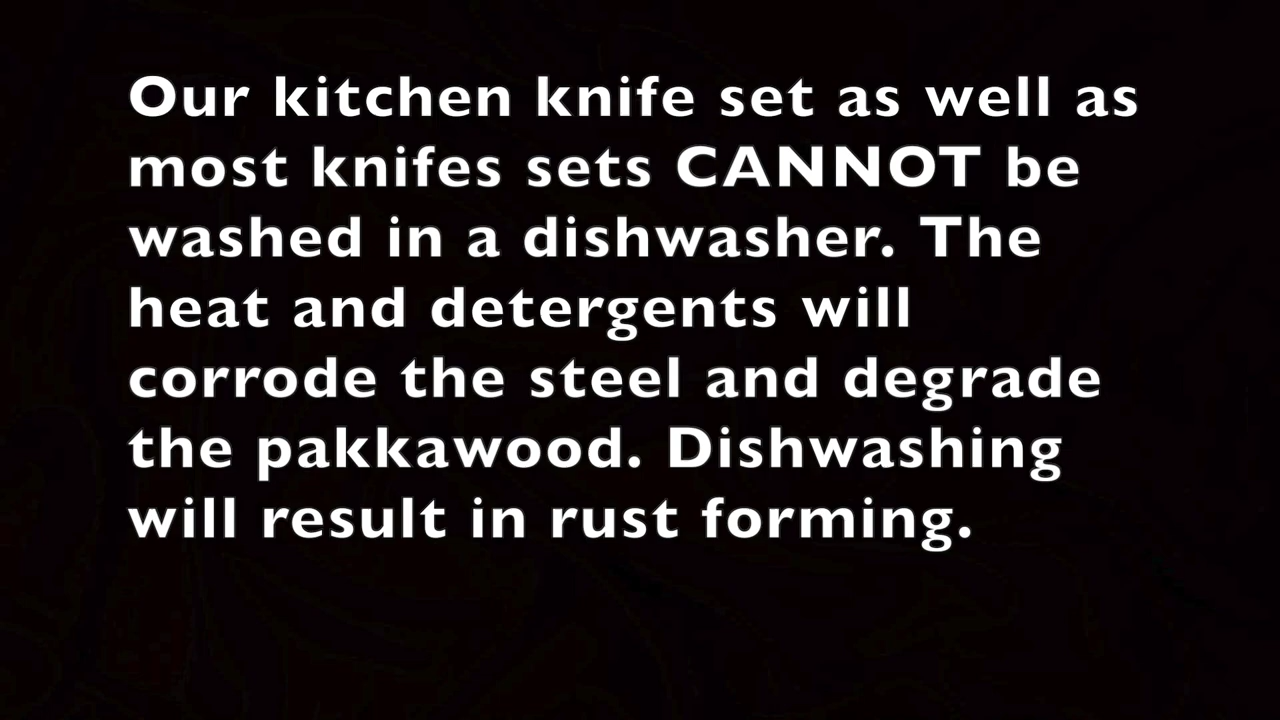 Our kitchen knife set as well as
most knifes sets CANNOT be
washed in a dishwasher. The
heat and detergents will
corrode the steel and degrade
the pakkawood. Dishwashing
will result in rust forming.